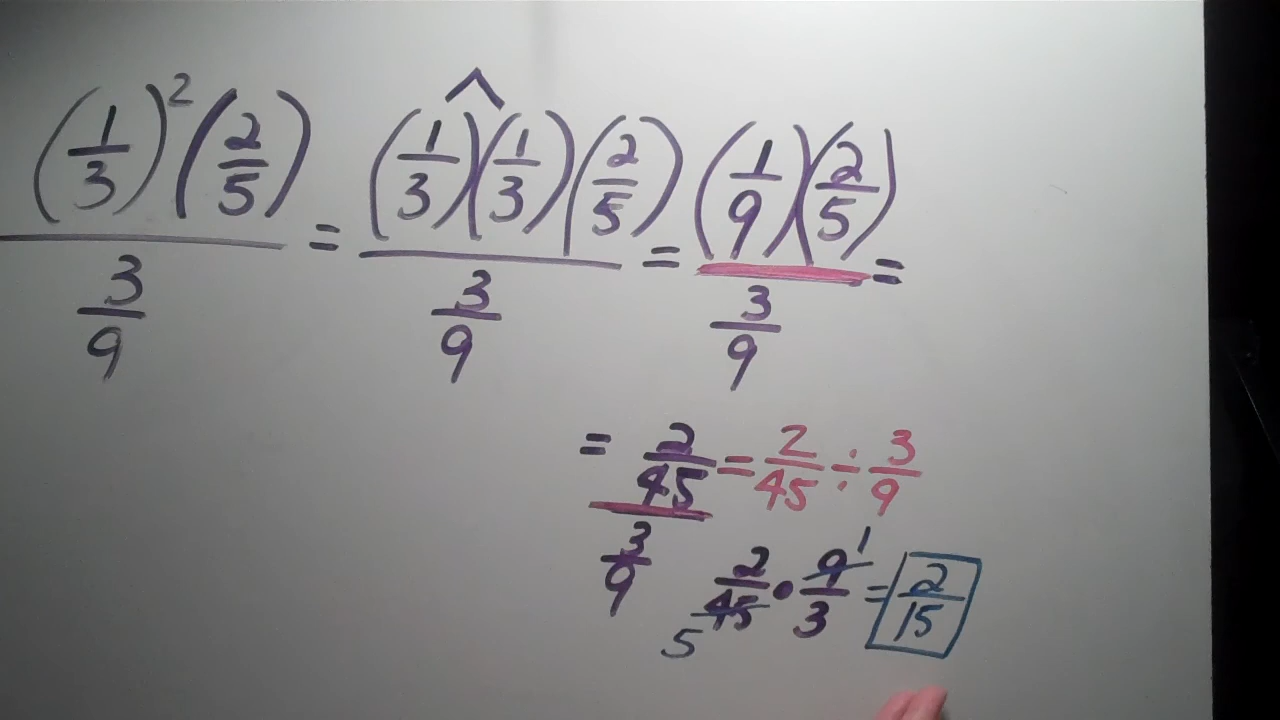 (1/3)²(2/5) / (3/9) = (1/3)(1/3)(2/5) / (3/9) = (1/9)(2/5) / (3/9) =
= (2/45) / (3/9) = 2/45 ÷ 3/9
2/45 5 • 9/3 1 = 2/15